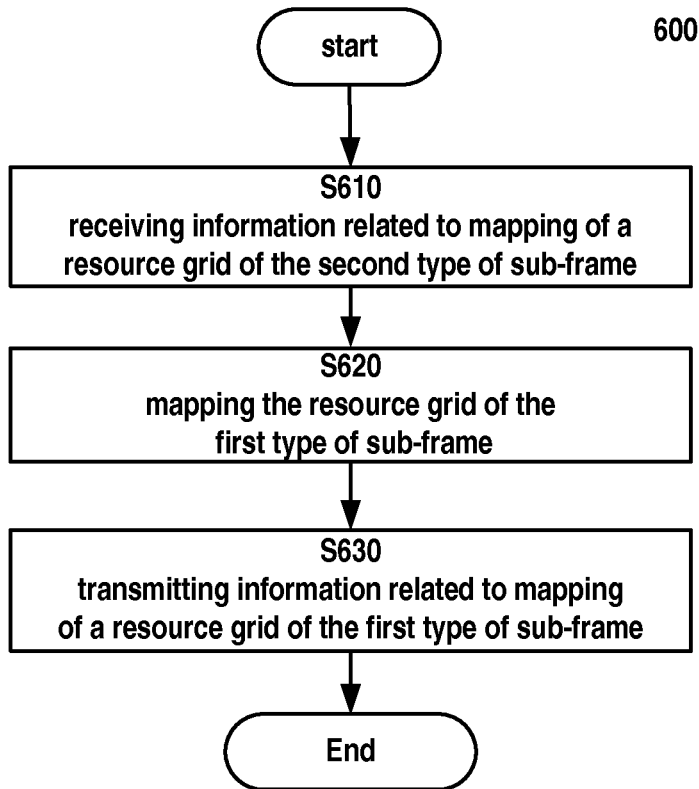 600
start
S610
receiving information related to mapping of a
resource grid of the second type of sub-frame
S620
mapping the resource grid of the
first type of sub-frame
S630
transmitting information related to mapping
of a resource grid of the first type of sub-frame
End